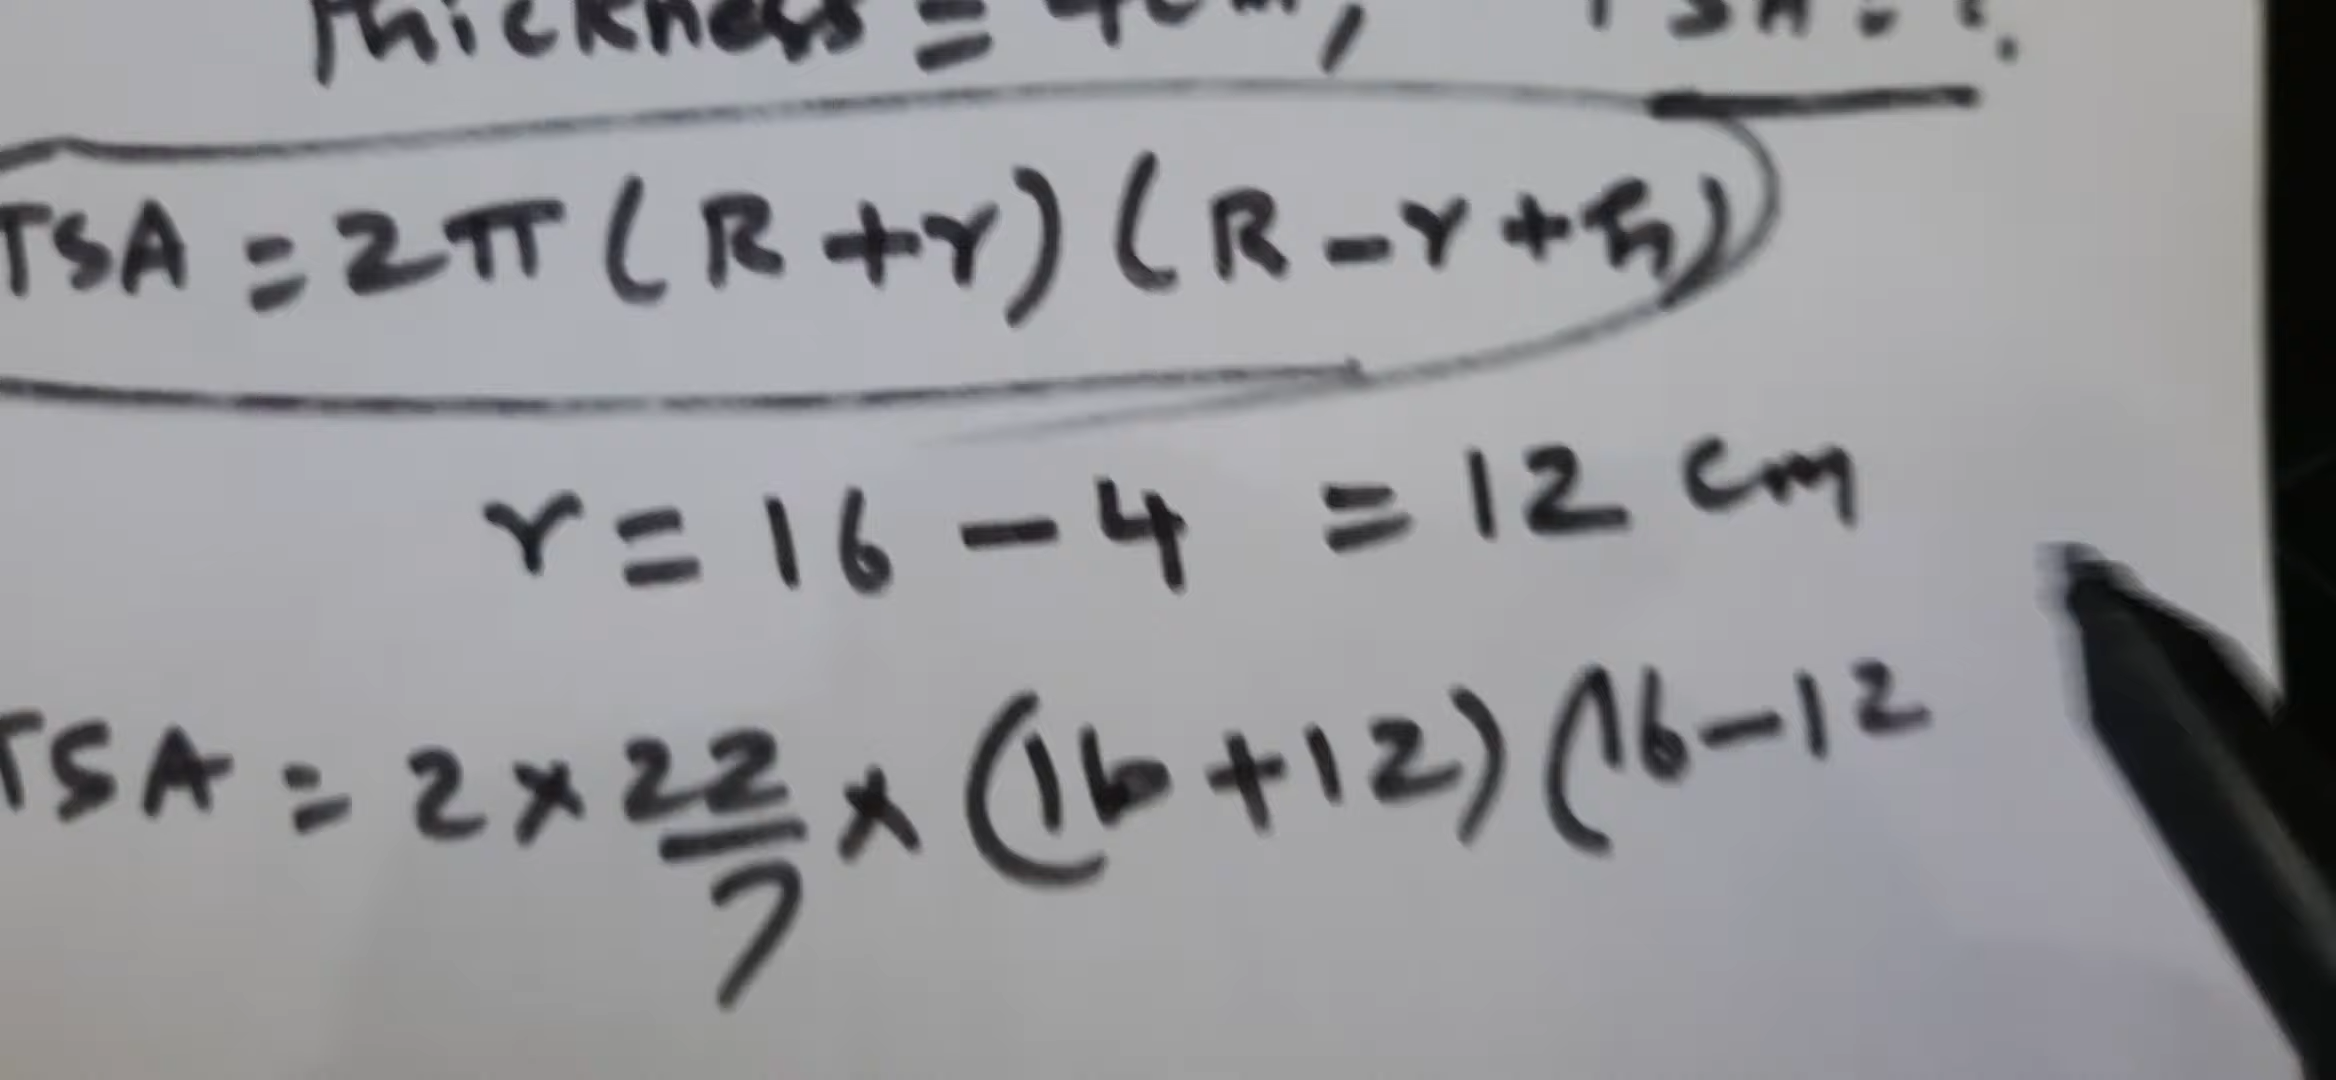 Thickness = 4cm, TSA = ?
TSA = 2π (R + r) (R - r + h)
r = 16 - 4 = 12 cm
TSA = 2 × 22/7 × (16 + 12) (16 - 12